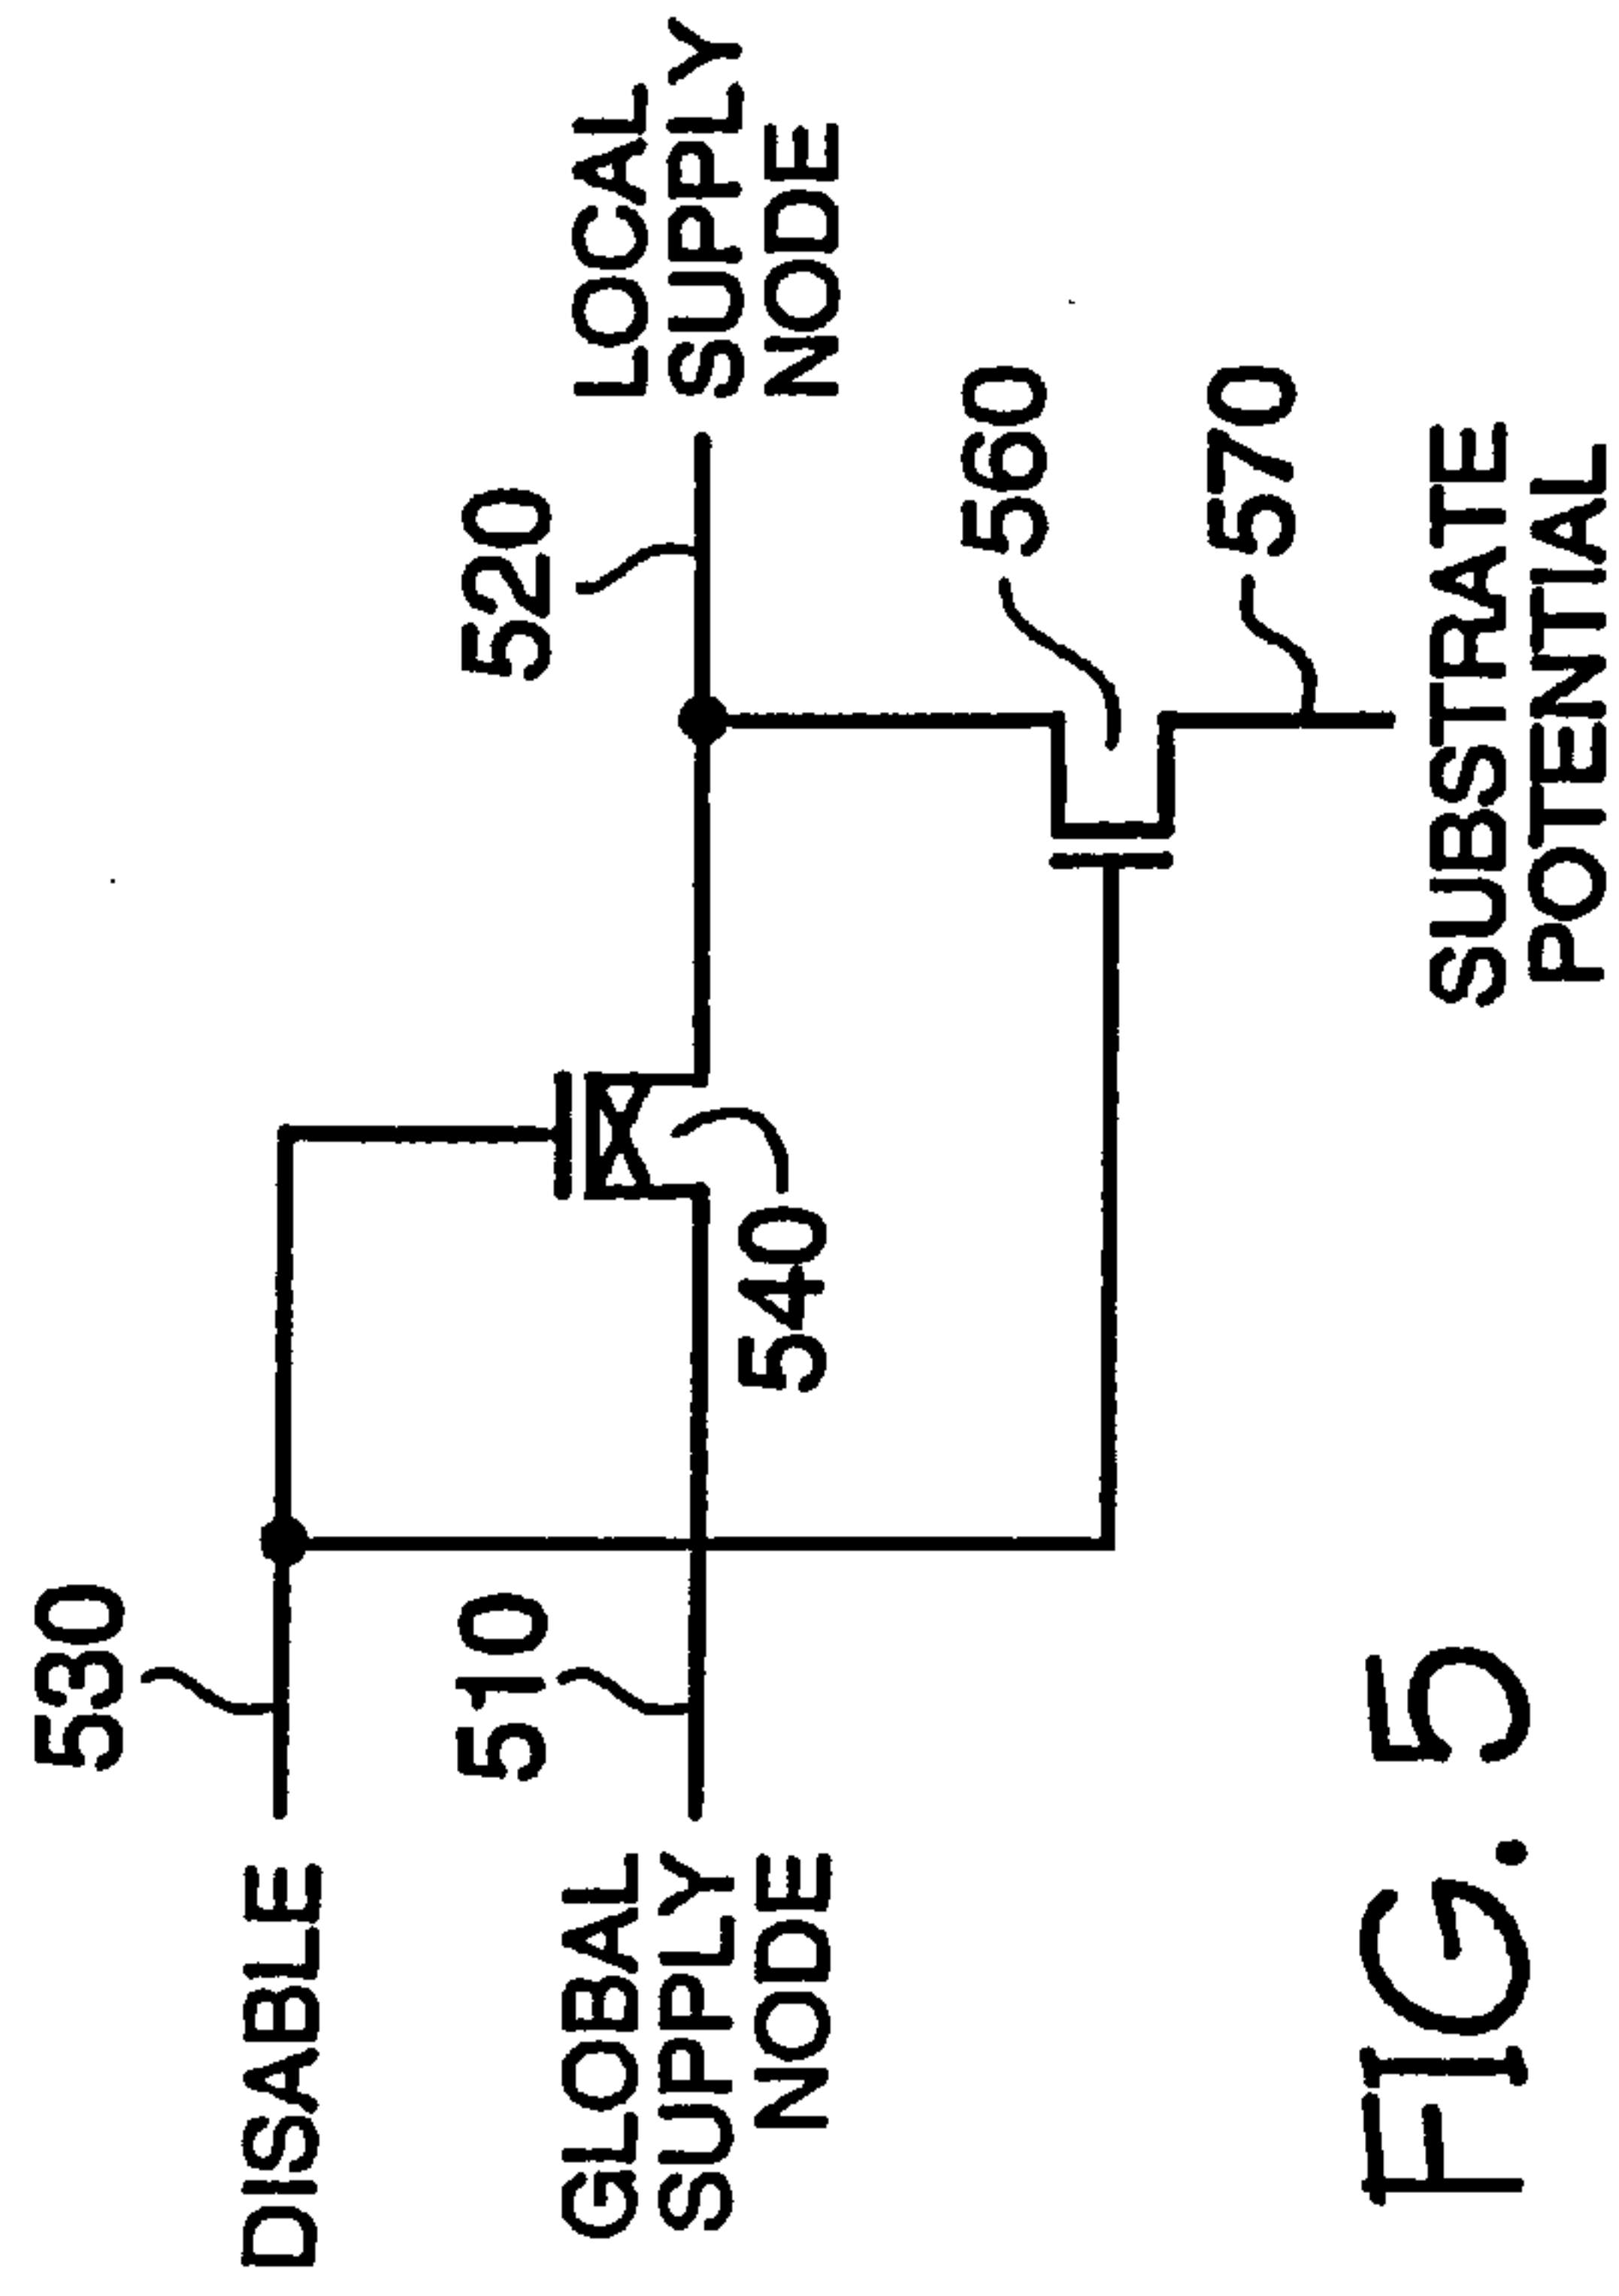 530
DISABLE
520
510
GLOBAL
SUPPLY
NODE
LOCAL
SUPPLY
NODE
540
560
570
SUBSTRATE
POTENTIAL
FIG. 5